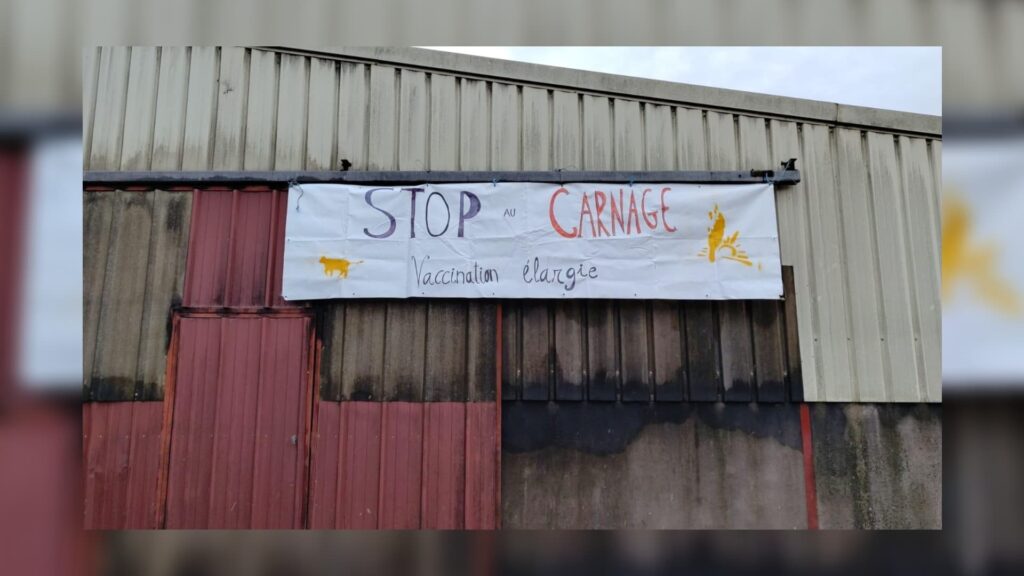 STOP AU CARNAGE
Vaccination élargie